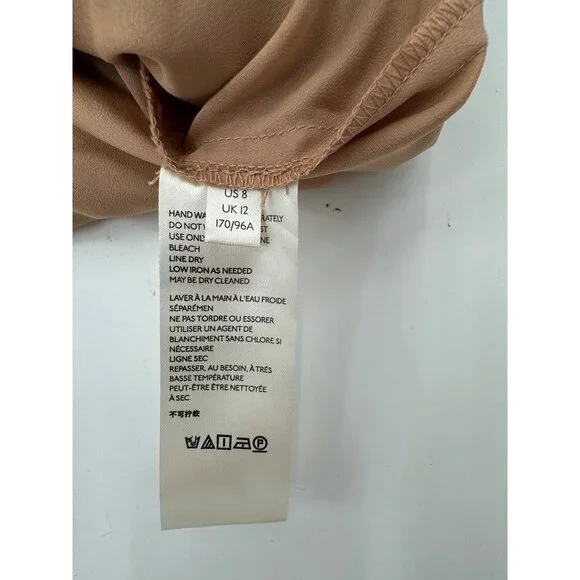 US 8
UK 12
170/96A
HAND WA RATELY
DO NOT W ST
USE ONL NE
BLEACH
LINE DRY
LOW IRON AS NEEDED
MAY BE DRY CLEANED
LAVER À LA MAIN À L'EAU FROIDE
SÉPARÉMEN
NE PAS TORDRE OU ESSORER
UTILISER UN AGENT DE
BLANCHIMENT SANS CHLORE SI
NÉCESSAIRE
LIGNE SEC
REPASSER, AU BESOIN, À TRÉS
BASSE TEMPÉRATURE
PEUT-ÊTRE ÊTRE NETTOYÉE
À SEC
不可拧绞